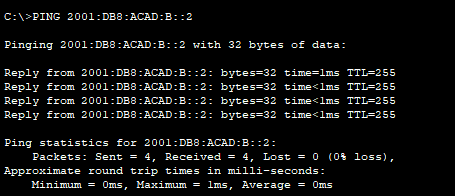 C:\>PING 2001:DB8:ACAD:B::2
Pinging 2001:DB8:ACAD:B::2 with 32 bytes of data:
Reply from 2001:DB8:ACAD:B::2: bytes=32 time=1ms TTL=255
Reply from 2001:DB8:ACAD:B::2: bytes=32 time<1ms TTL=255
Reply from 2001:DB8:ACAD:B::2: bytes=32 time<1ms TTL=255
Reply from 2001:DB8:ACAD:B::2: bytes=32 time<1ms TTL=255
Ping statistics for 2001:DB8:ACAD:B::2:
Packets: Sent = 4, Received = 4, Lost = 0 (0% loss),
Approximate round trip times in milli-seconds:
Minimum = 0ms, Maximum = 1ms, Average = 0ms